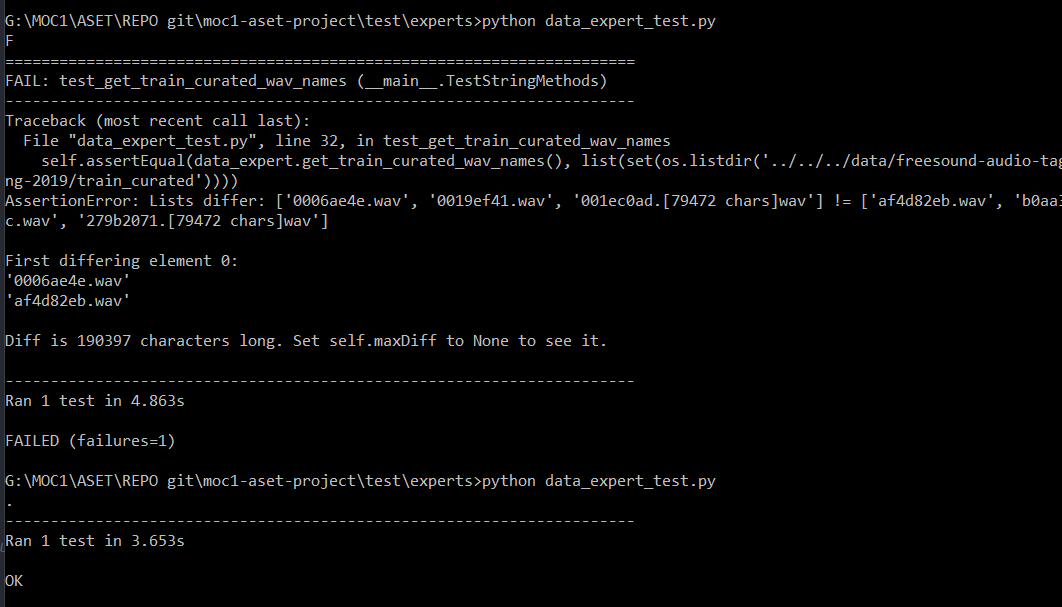 G:\MOC1\ASET\REPO git\moc1-aset-project\test\experts>python data_expert_test.py
F
======================================================================
FAIL: test_get_train_curated_wav_names (__main__.TestStringMethods)
----------------------------------------------------------------------
Traceback (most recent call last):
  File "data_expert_test.py", line 32, in test_get_train_curated_wav_names
    self.assertEqual(data_expert.get_train_curated_wav_names(), list(set(os.listdir('../../../data/freesound-audio-tag
ng-2019/train_curated'))))
AssertionError: Lists differ: ['0006ae4e.wav', '0019ef41.wav', '001ec0ad.[79472 chars]wav'] != ['af4d82eb.wav', 'b0aa3
c.wav', '279b2071.[79472 chars]wav']

First differing element 0:
'0006ae4e.wav'
'af4d82eb.wav'

Diff is 190397 characters long. Set self.maxDiff to None to see it.

----------------------------------------------------------------------
Ran 1 test in 4.863s

FAILED (failures=1)

G:\MOC1\ASET\REPO git\moc1-aset-project\test\experts>python data_expert_test.py
.
----------------------------------------------------------------------
Ran 1 test in 3.653s

OK